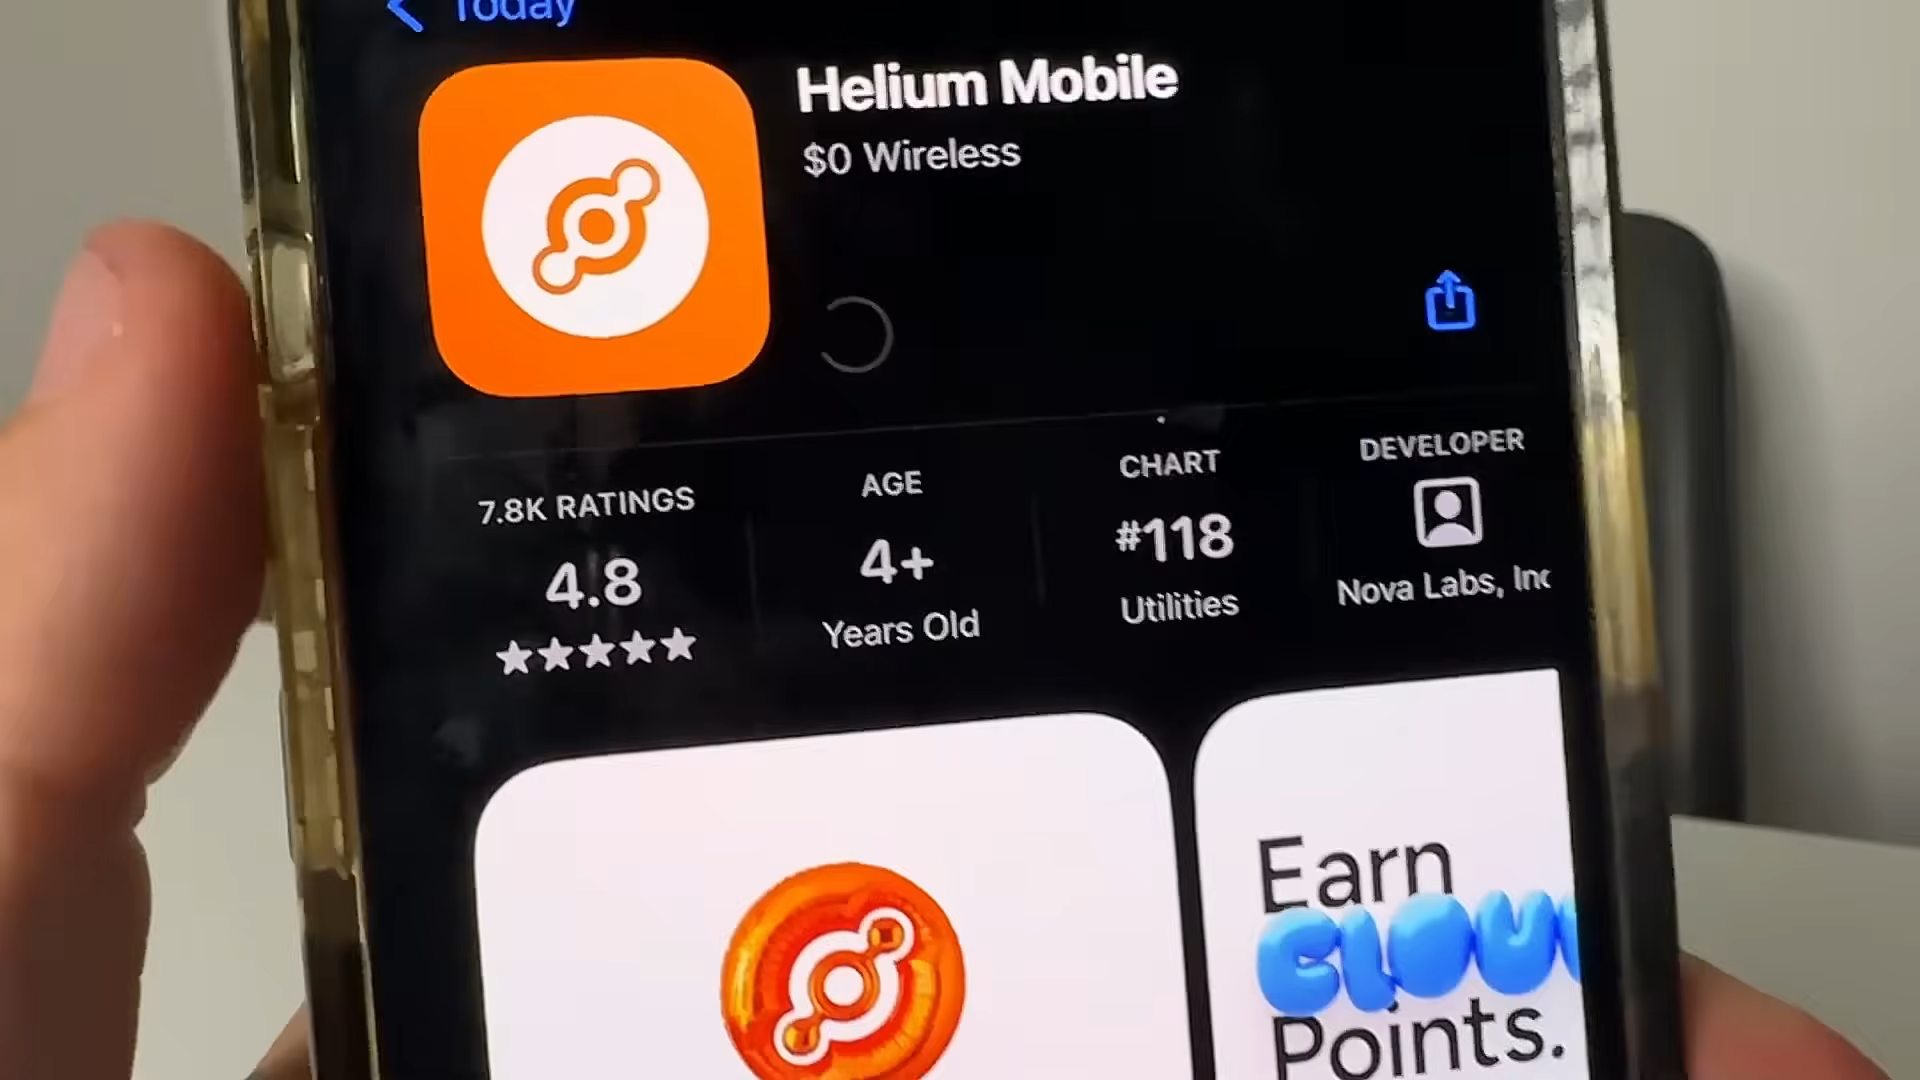 Today
Helium Mobile
$0 Wireless
7.8K RATINGS
4.8
AGE
4+
Years Old
CHART
#118
Utilities
DEVELOPER
Nova Labs, Inc
Earn
CLOU
Points.